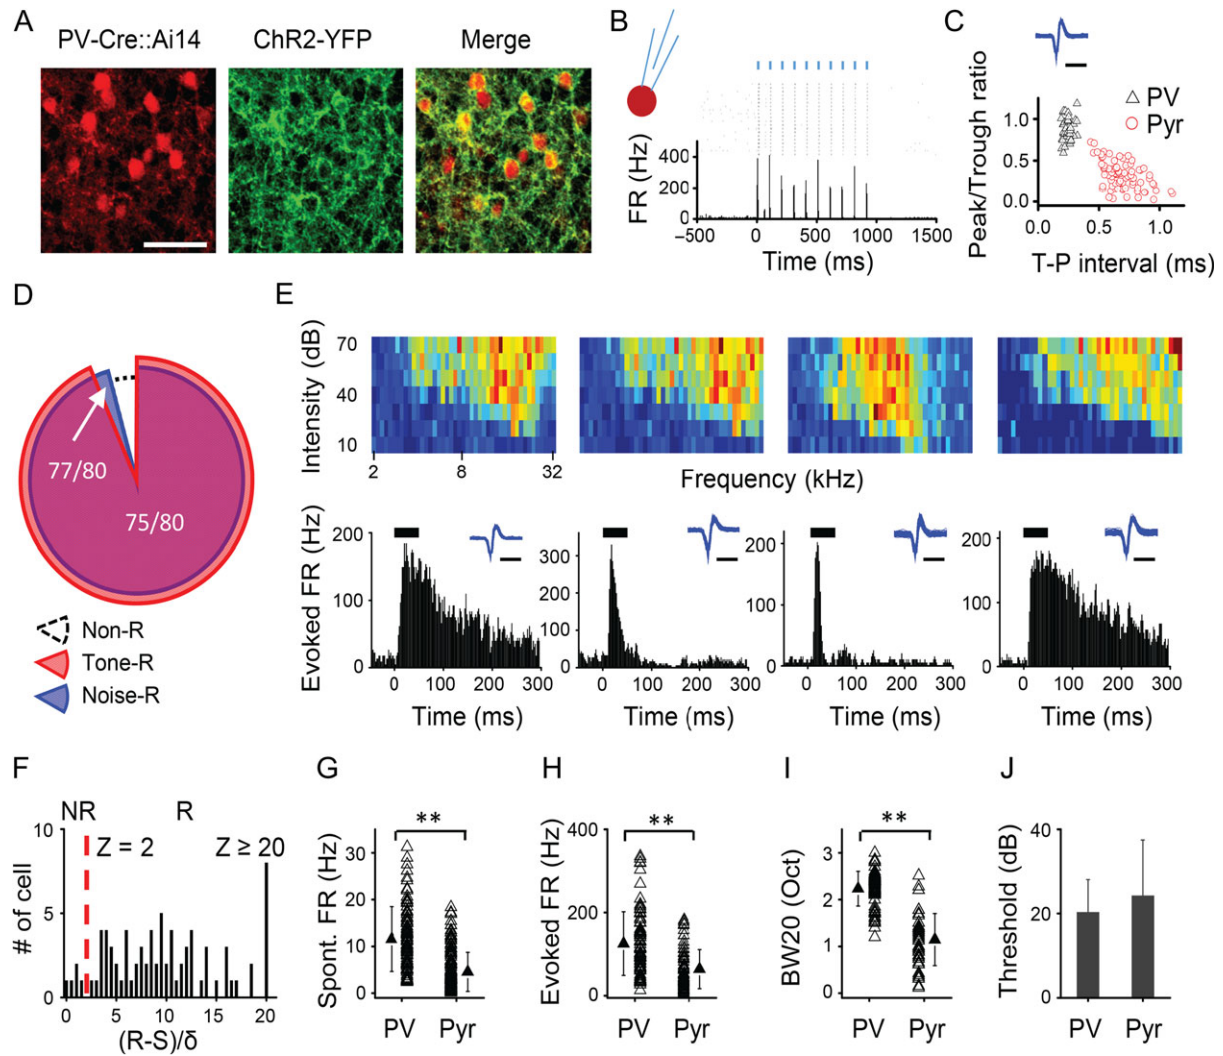 A
PV-Cre::Ai14
ChR2-YFP
Merge
B
FR (Hz)
400
200
0
−500
0
500
1000
1500
Time (ms)
C
Peak/Trough ratio
1.0
0.5
0.0
PV
Pyr
0.0
0.5
1.0
T-P interval (ms)
D
77/80
75/80
Non-R
Tone-R
Noise-R
E
Intensity (dB)
70
40
10
2
8
32
Frequency (kHz)
Evoked FR (Hz)
200
100
0
0
100
200
300
Time (ms)
300
200
100
0
0
100
200
300
Time (ms)
200
100
0
0
100
200
300
Time (ms)
200
100
0
0
100
200
300
Time (ms)
F
NR
R
Z = 2
Z ≥ 20
# of cell
10
5
0
0
5
10
15
20
(R-S)/δ
G
**
Spont. FR (Hz)
30
20
10
0
PV
Pyr
H
**
Evoked FR (Hz)
400
200
0
PV
Pyr
I
**
BW20 (Oct)
3
2
1
0
PV
Pyr
J
Threshold (dB)
40
20
0
PV
Pyr